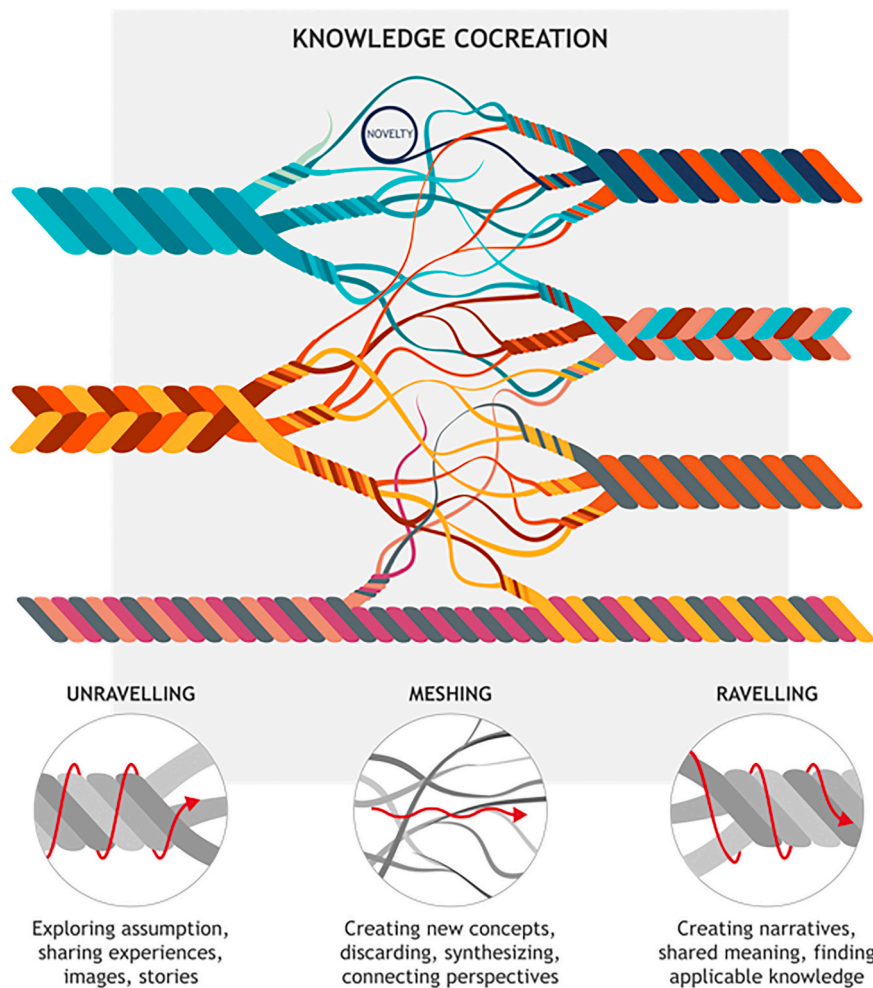 KNOWLEDGE COCREATION
NOVELTY
UNRAVELLING
MESHING
RAVELLING
Exploring assumption,
sharing experiences,
images, stories
Creating new concepts,
discarding, synthesizing,
connecting perspectives
Creating narratives,
shared meaning, finding
applicable knowledge